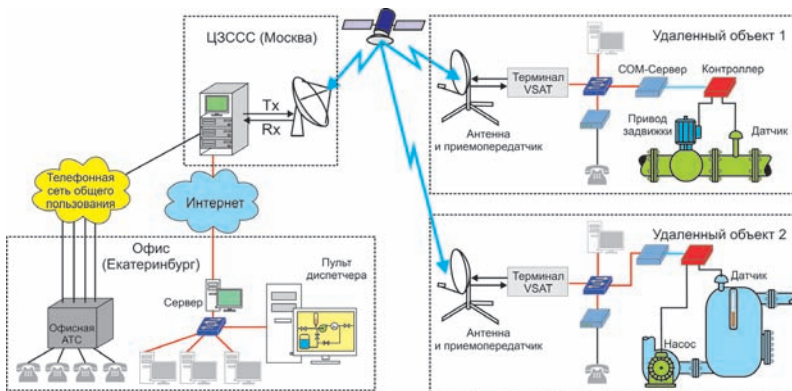 ЦЗССС (Москва)
Tx
Rx
Телефонная
сеть общего
пользования
Интернет
Офис
(Екатеринбург)
Сервер
Пульт
диспетчера
Офисная
АТС
Удаленный объект 1
Терминал
VSAT
COM-Сервер
Контроллер
Антенна
и приемопередатчик
Привод
задвижки
Датчик
Удаленный объект 2
Терминал
VSAT
Антенна
и приемопередатчик
Датчик
Насос